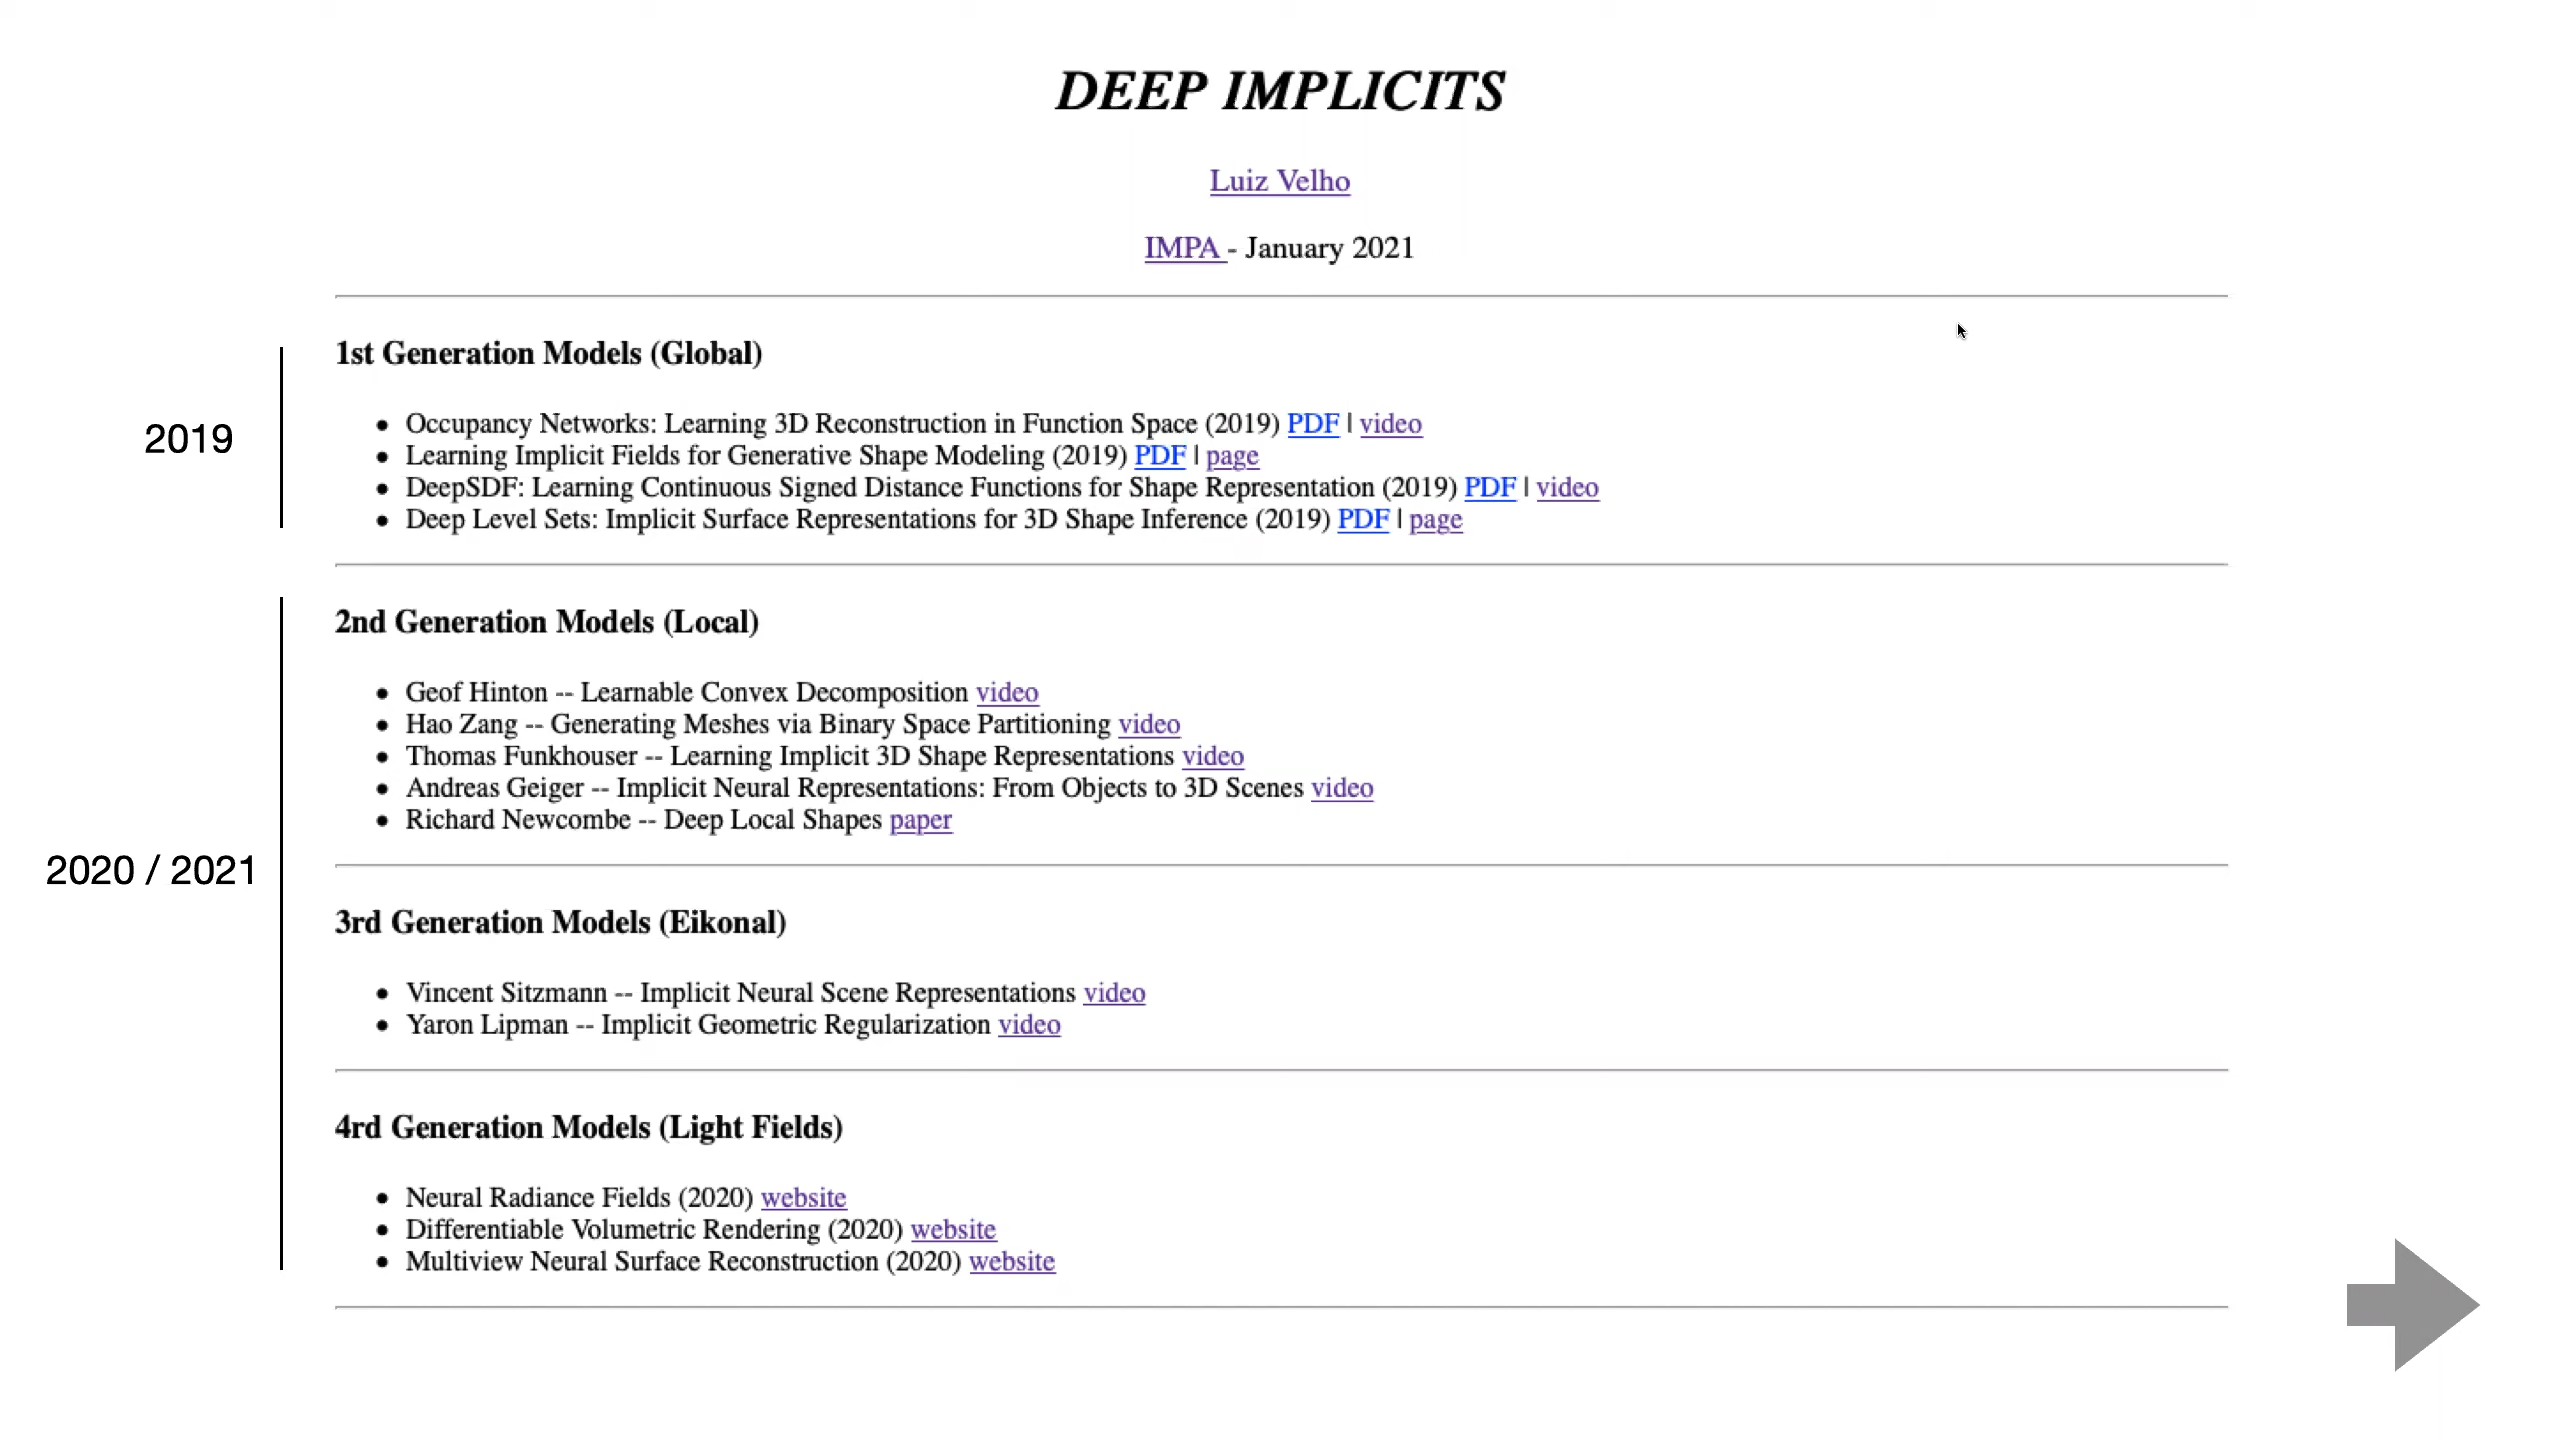 DEEP IMPLICITS
Luiz Velho
IMPA - January 2021
1st Generation Models (Global)
2019
• Occupancy Networks: Learning 3D Reconstruction in Function Space (2019) PDF | video
• Learning Implicit Fields for Generative Shape Modeling (2019) PDF | page
• DeepSDF: Learning Continuous Signed Distance Functions for Shape Representation (2019) PDF | video
• Deep Level Sets: Implicit Surface Representations for 3D Shape Inference (2019) PDF | page
2nd Generation Models (Local)
• Geof Hinton -- Learnable Convex Decomposition video
• Hao Zang -- Generating Meshes via Binary Space Partitioning video
• Thomas Funkhouser -- Learning Implicit 3D Shape Representations video
• Andreas Geiger -- Implicit Neural Representations: From Objects to 3D Scenes video
• Richard Newcombe -- Deep Local Shapes paper
2020 / 2021
3rd Generation Models (Eikonal)
• Vincent Sitzmann -- Implicit Neural Scene Representations video
• Yaron Lipman -- Implicit Geometric Regularization video
4rd Generation Models (Light Fields)
• Neural Radiance Fields (2020) website
• Differentiable Volumetric Rendering (2020) website
• Multiview Neural Surface Reconstruction (2020) website